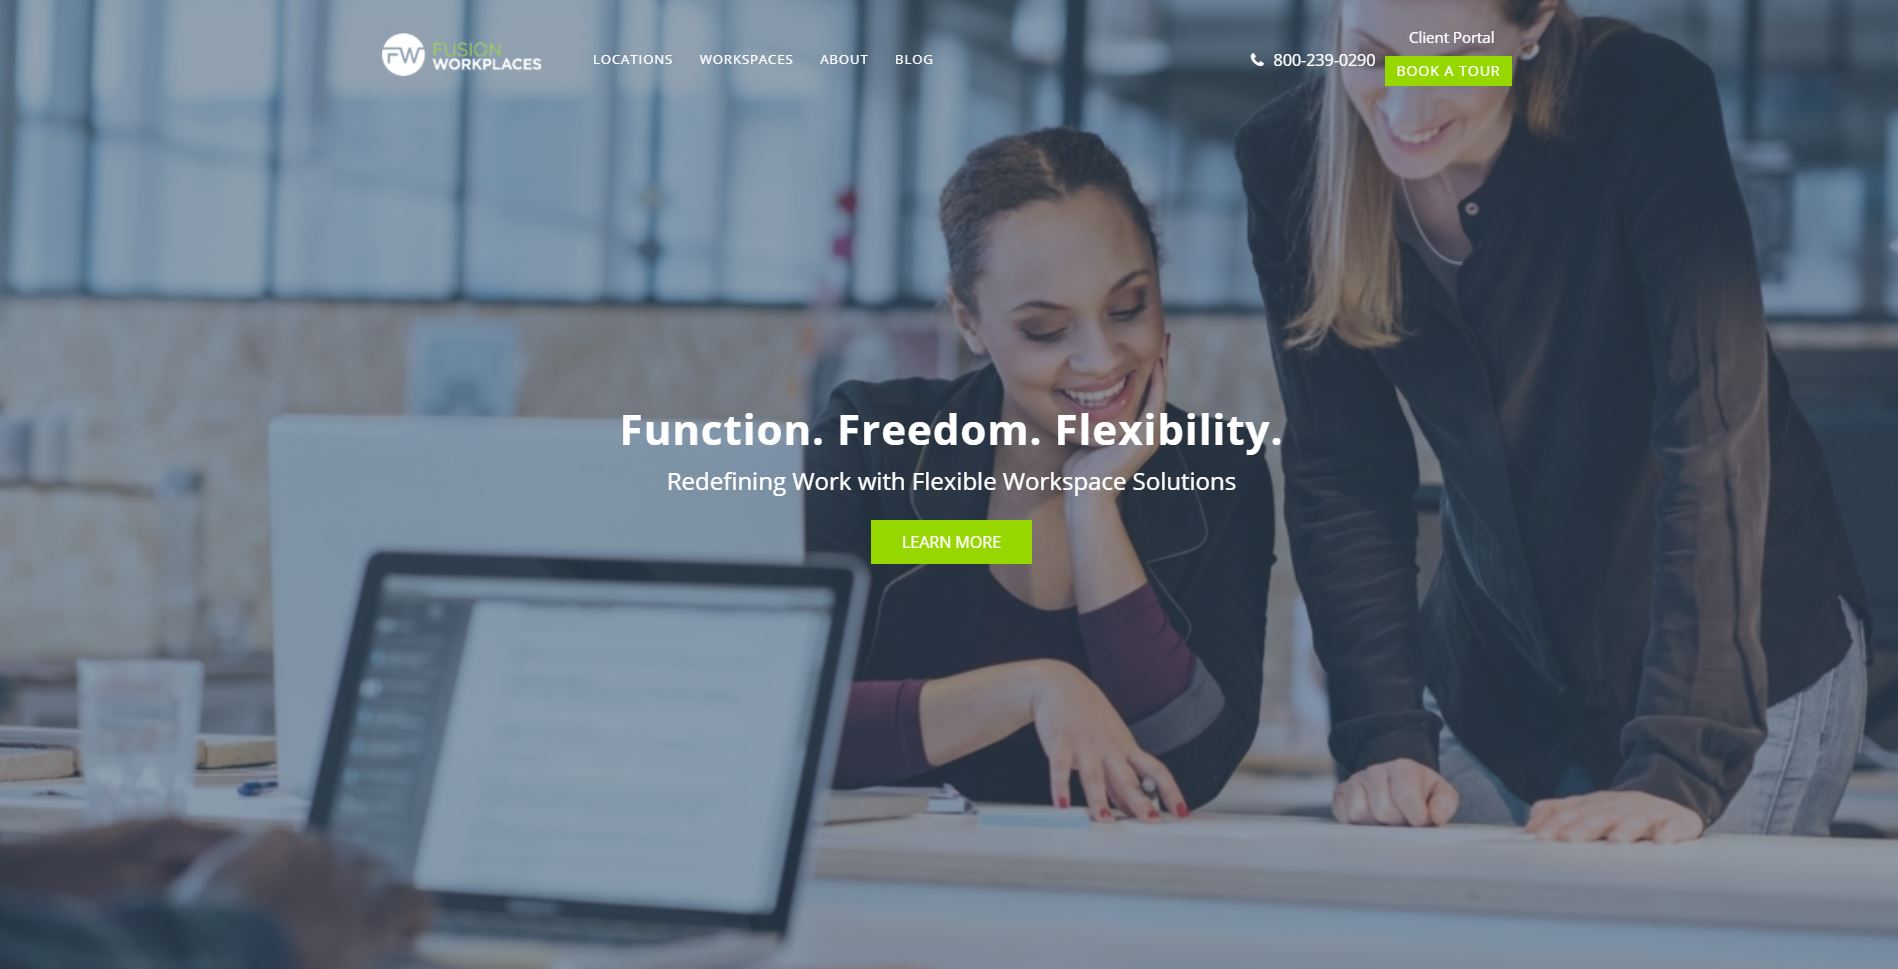 FW FUSION
WORKPLACES
LOCATIONS WORKSPACES ABOUT BLOG
800-239-0290
Client Portal
BOOK A TOUR
Function. Freedom. Flexibility.
Redefining Work with Flexible Workspace Solutions
LEARN MORE